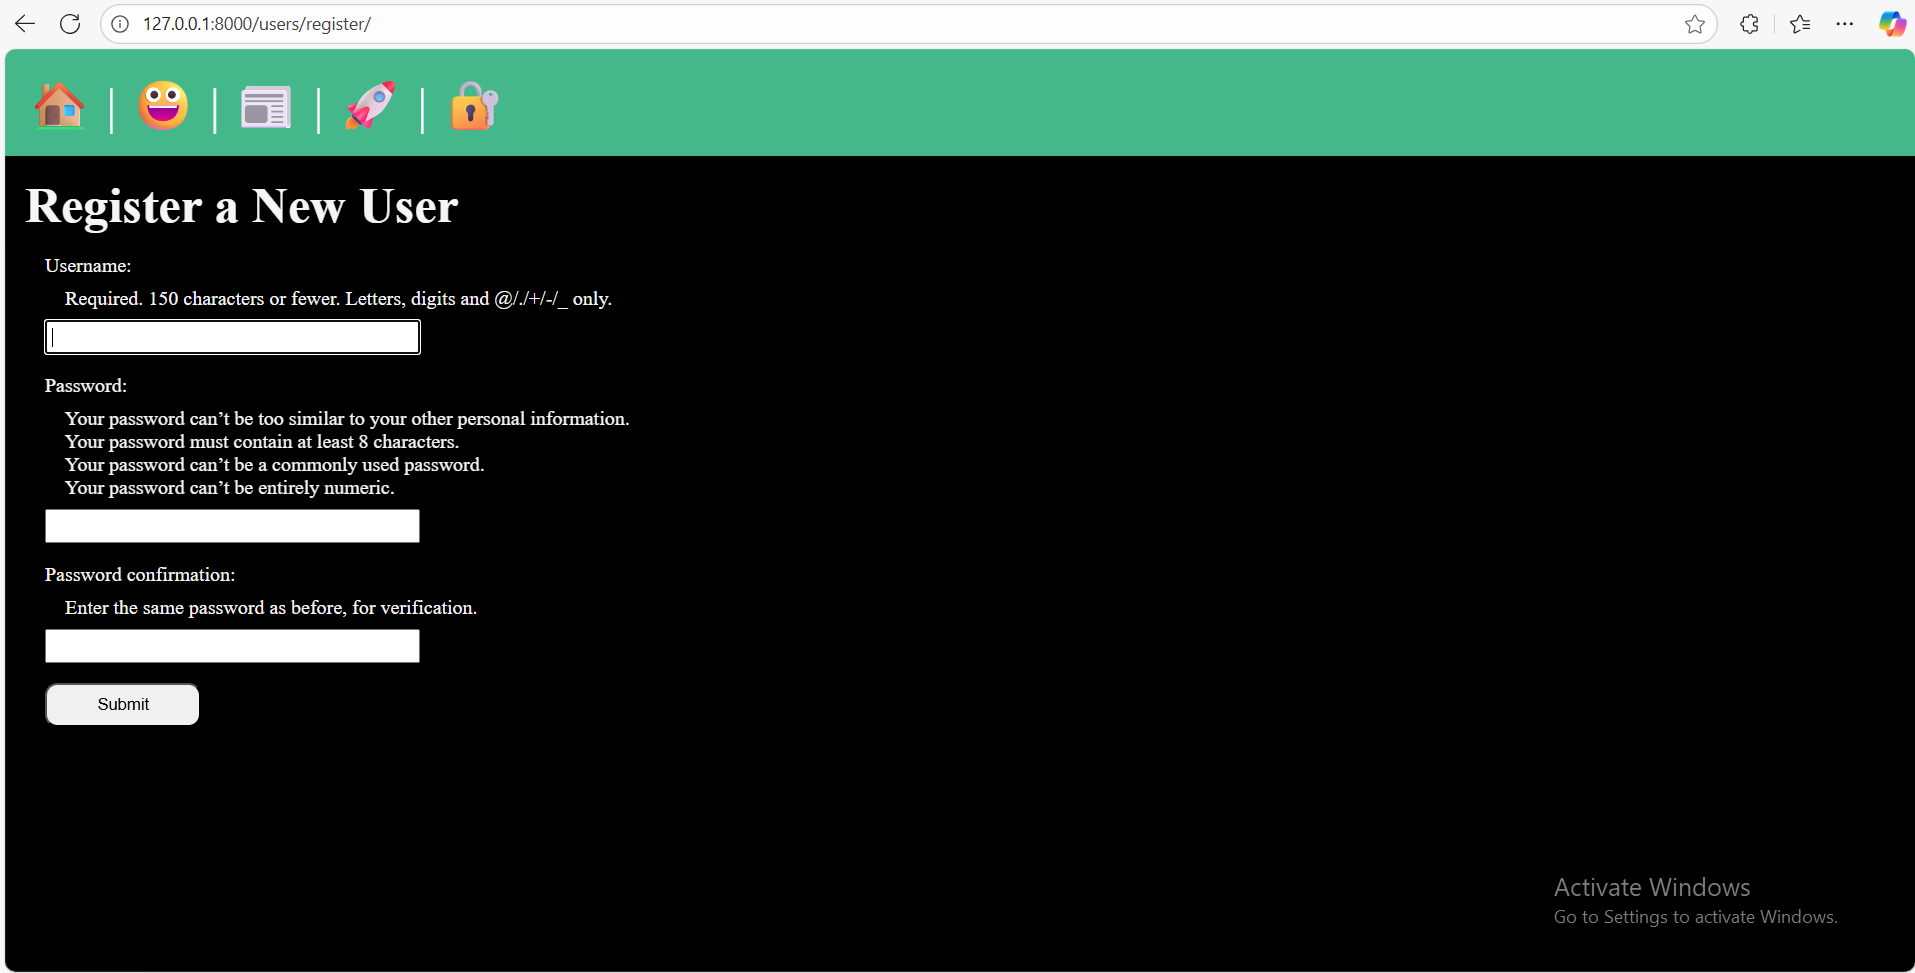 127.0.0.1:8000/users/register/
Register a New User
Username:
Required. 150 characters or fewer. Letters, digits and @/./+/-/_ only.
Password:
Your password can’t be too similar to your other personal information.
Your password must contain at least 8 characters.
Your password can’t be a commonly used password.
Your password can’t be entirely numeric.
Password confirmation:
Enter the same password as before, for verification.
Submit
Activate Windows
Go to Settings to activate Windows.